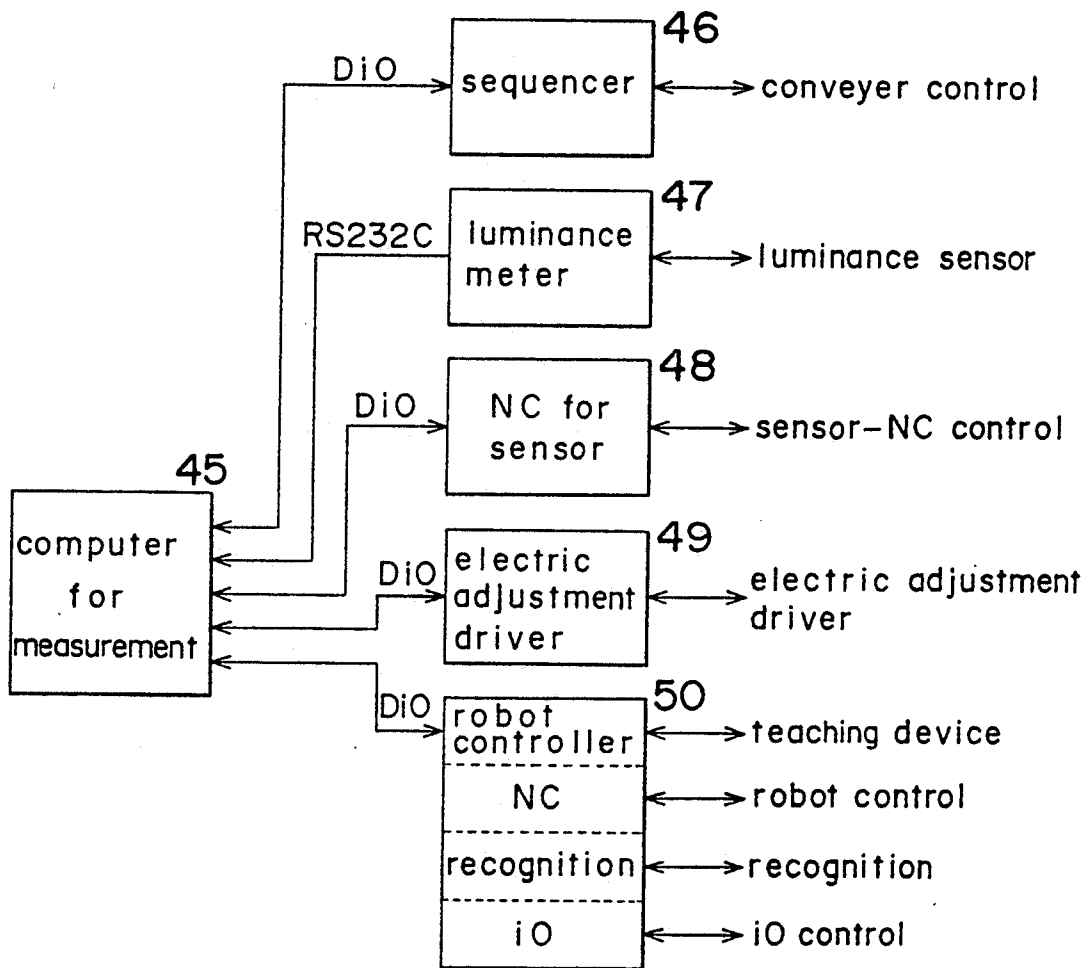 46
DiO
sequencer
conveyer control
47
RS232C
luminance
meter
luminance sensor
48
DiO
NC for
sensor
sensor-NC control
45
computer
for
measurement
49
DiO
electric
adjustment
driver
electric adjustment
driver
50
DiO
robot
controller
teaching device
NC
robot control
recognition
recognition
iO
iO control